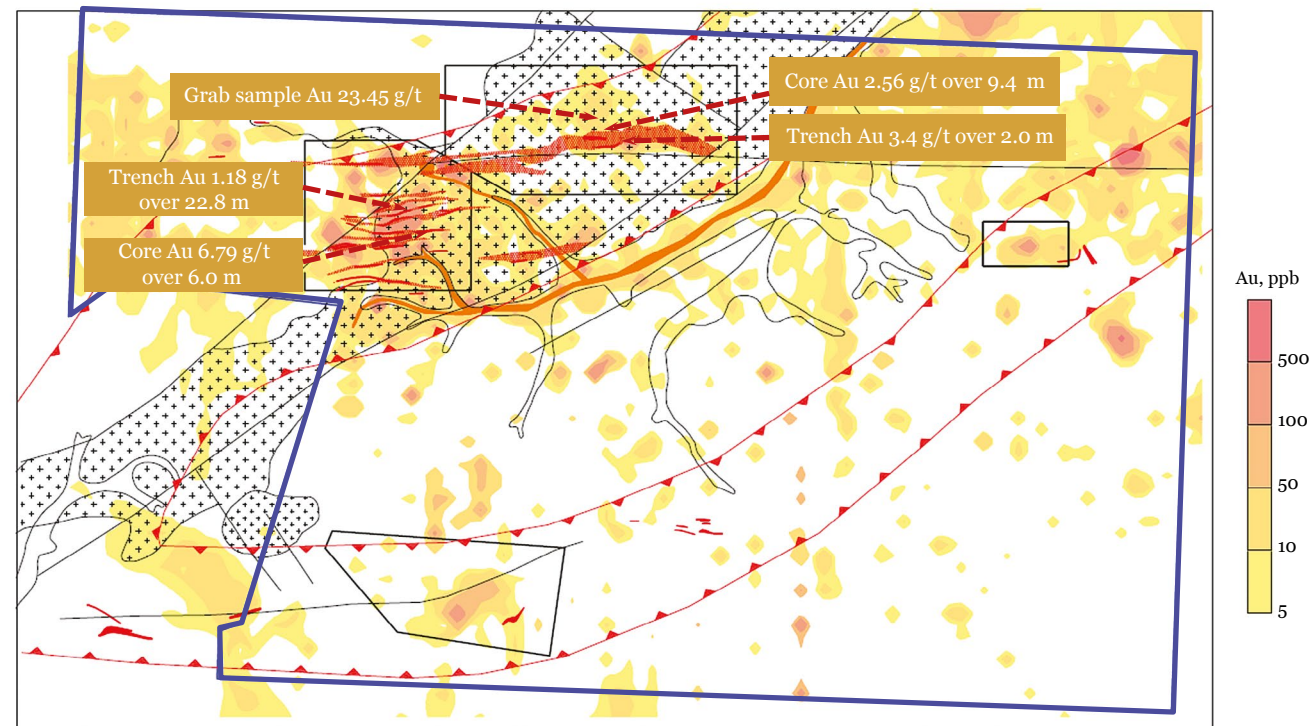 Grab sample Au 23.45 g/t
Core Au 2.56 g/t over 9.4 m
Trench Au 3.4 g/t over 2.0 m
Trench Au 1.18 g/t
over 22.8 m
Core Au 6.79 g/t
over 6.0 m
Au, ppb
500
100
50
10
5